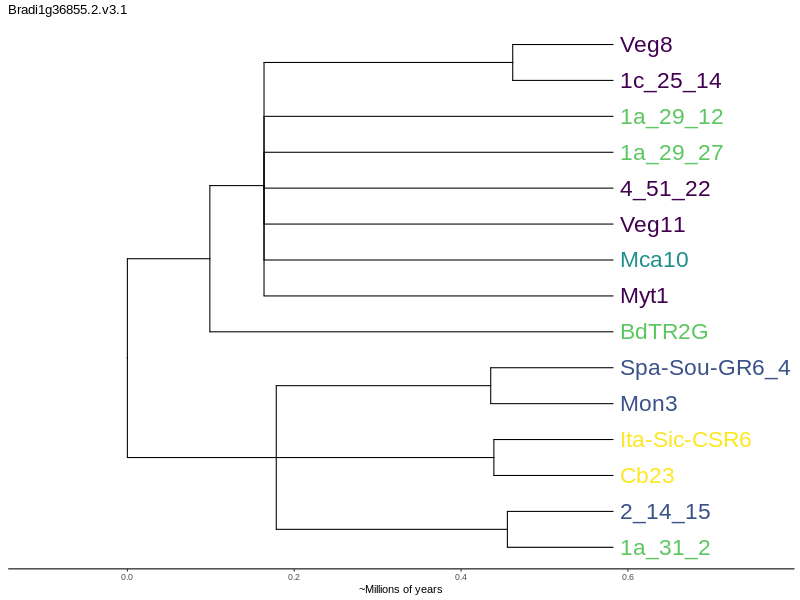 Bradi1g36855.2.v3.1
Veg8
1c_25_14
1a_29_12
1a_29_27
4_51_22
Veg11
Mca10
Myt1
BdTR2G
Spa-Sou-GR6_4
Mon3
Ita-Sic-CSR6
Cb23
2_14_15
1a_31_2
0.0 0.2 0.4 0.6
~Millions of years